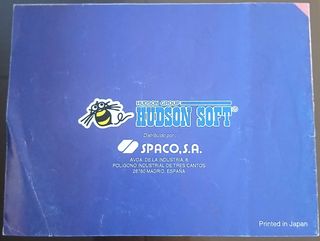 HUDSON GROUP
HUDSON SOFT®
Distribuido por:
SPACO, S.A.
AVDA. DE LA INDUSTRIA, 8
POLIGONO INDUSTRIAL DE TRES CANTOS
28760 MADRID, ESPAÑA
Printed in Japan